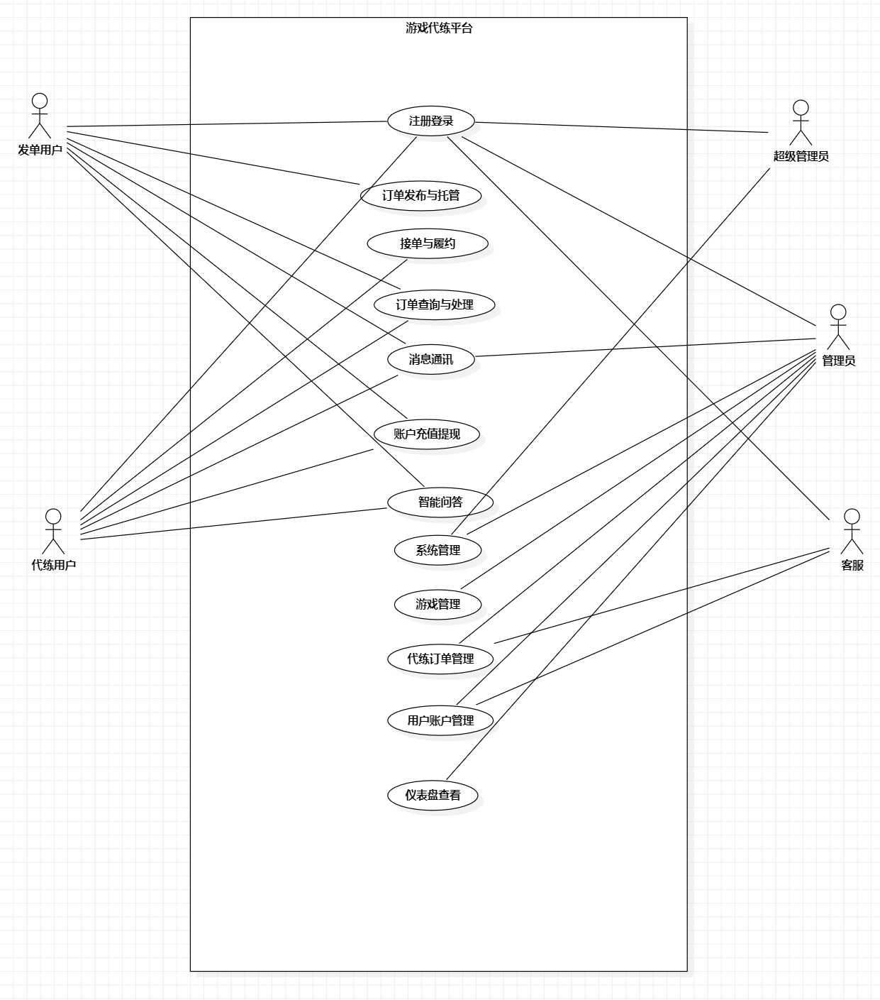 游戏代练平台
注册登录
发单用户
超级管理员
订单发布与托管
接单与履约
订单查询与处理
消息通讯
管理员
账户充值提现
智能问答
系统管理
代练用户
客服
游戏管理
代练订单管理
用户账户管理
仪表盘查看